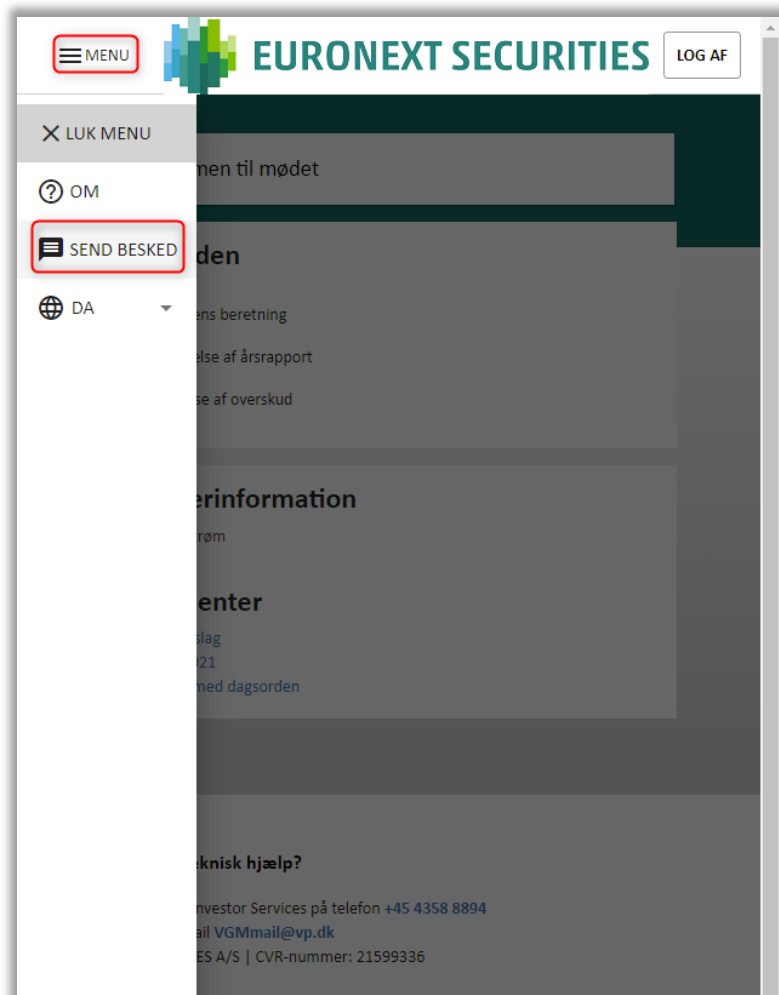 MENU
EURONEXT SECURITIES
LOG AF
LUK MENU
OM
SEND BESKED
DA
men til mødet
den
ens beretning
else af årsrapport
se af overskud
erinformation
trøm
enter
slag
021
med dagsorden
eknisk hjælp?
nvestor Services på telefon +45 4358 8894
ail VGMmail@vp.dk
ES A/S | CVR-nummer: 21599336